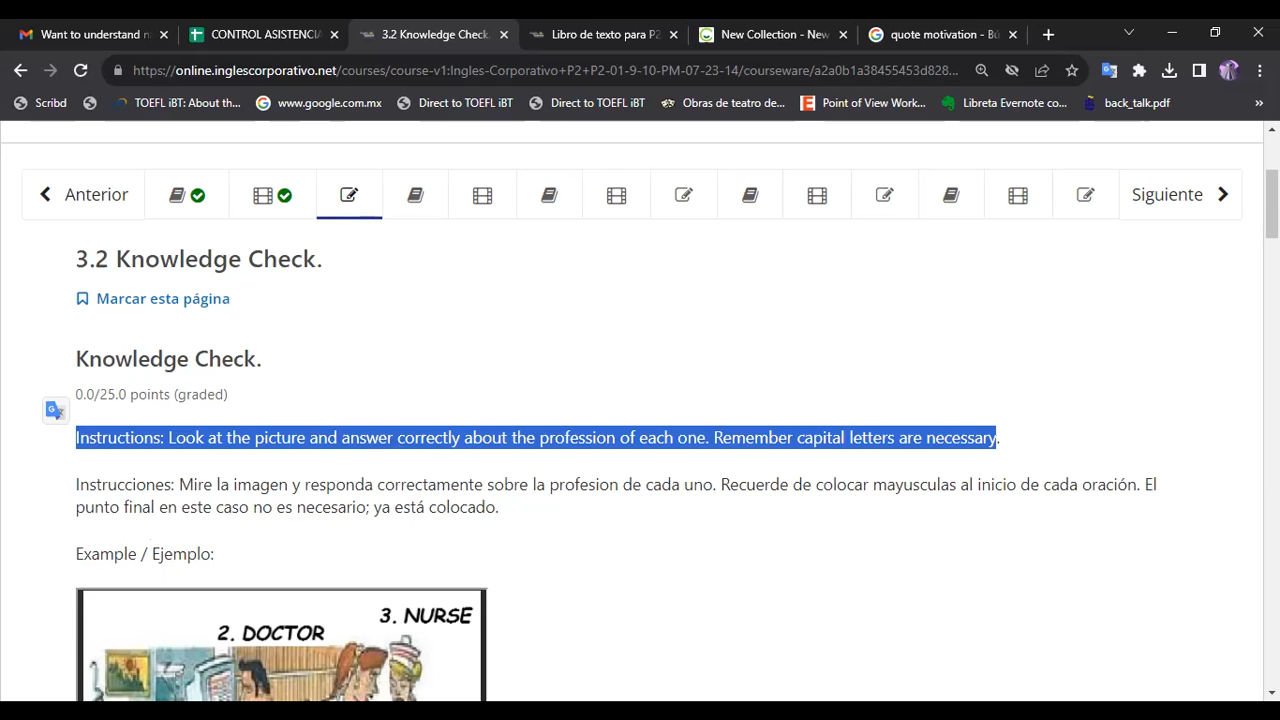 Want to understand n
CONTROL ASISTENCIA
3.2 Knowledge Check.
Libro de texto para P2
New Collection - New
quote motivation - Bú
https://online.inglescorporativo.net/courses/course-v1:Ingles-Corporativo+P2+P2-01-9-10-PM-07-23-14/courseware/a2a0b1a38455453d828...
Scribd
TOEFL iBT: About th...
www.google.com.mx
Direct to TOEFL iBT
Direct to TOEFL iBT
Obras de teatro de...
Point of View Work...
Libreta Evernote co...
back_talk.pdf
»
Anterior
Siguiente
3.2 Knowledge Check.
Marcar esta página
Knowledge Check.
0.0/25.0 points (graded)
Instructions: Look at the picture and answer correctly about the profession of each one. Remember capital letters are necessary.
Instrucciones: Mire la imagen y responda correctamente sobre la profesion de cada uno. Recuerde de colocar mayusculas al inicio de cada oración. El
punto final en este caso no es necesario; ya está colocado.
Example / Ejemplo:
3. NURSE
2. DOCTOR